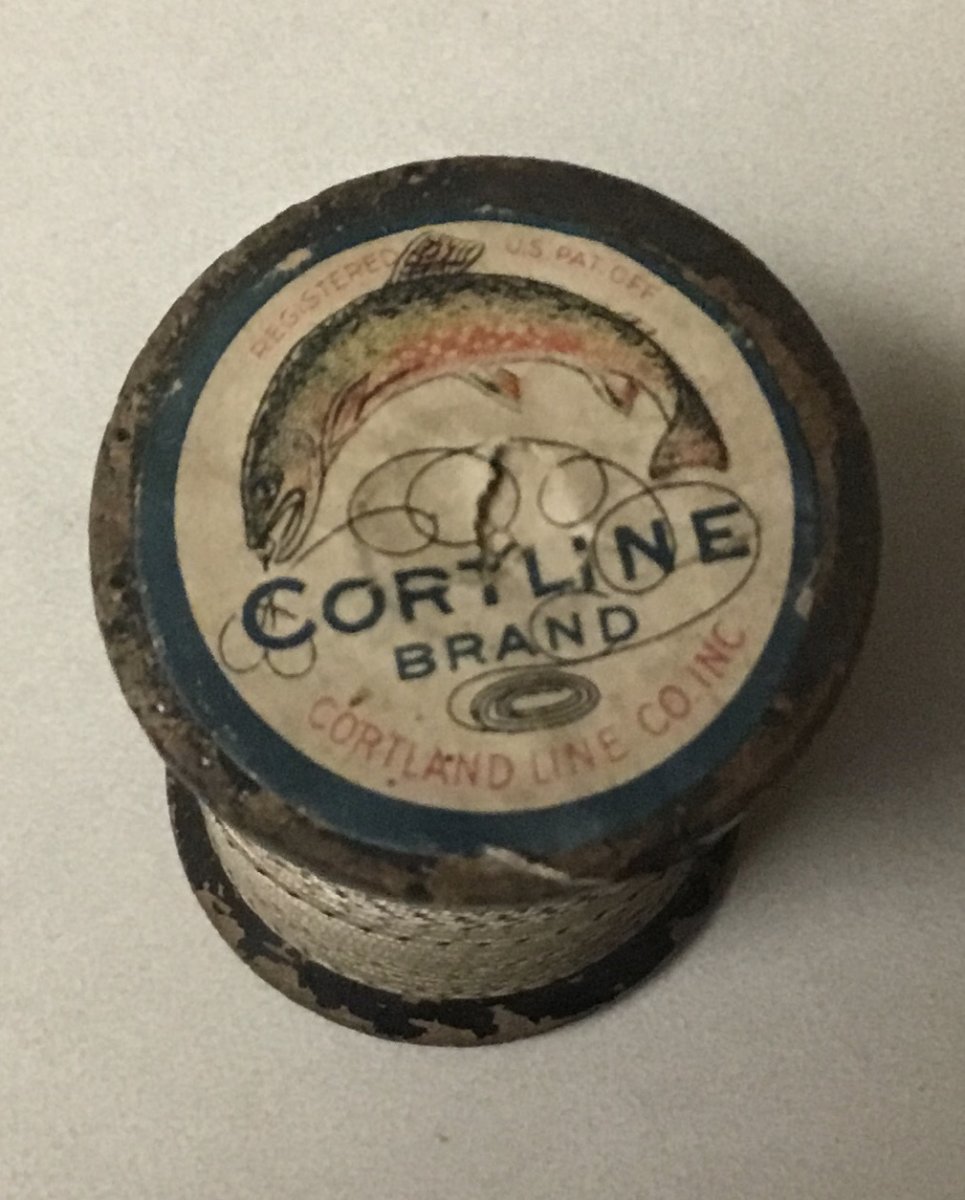 REGISTERED U.S. PAT. OFF
CORTLINE
BRAND
CORTLAND LINE CO. INC